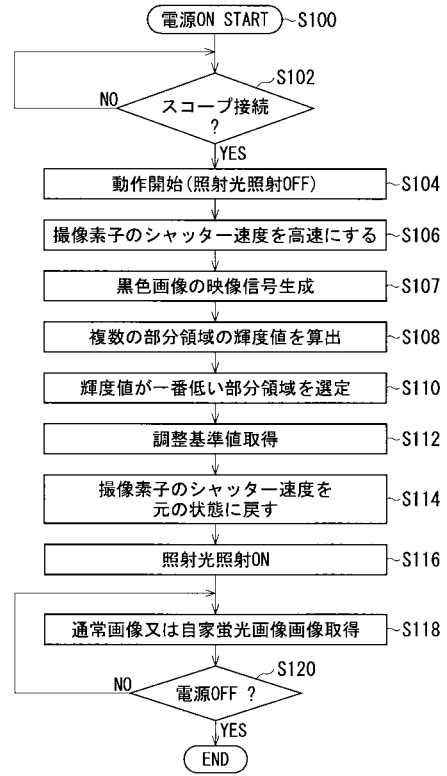 電源ON START
S100
S102
NO
スコープ接続
?
YES
動作開始(照射光照射OFF)
S104
撮像素子のシャッター速度を高速にする
S106
黒色画像の映像信号生成
S107
複数の部分領域の輝度値を算出
S108
輝度値が一番低い部分領域を選定
S110
調整基準値取得
S112
撮像素子のシャッター速度を
元の状態に戻す
S114
照射光照射ON
S116
通常画像又は自家蛍光画像画像取得
S118
S120
NO
電源OFF ?
YES
END